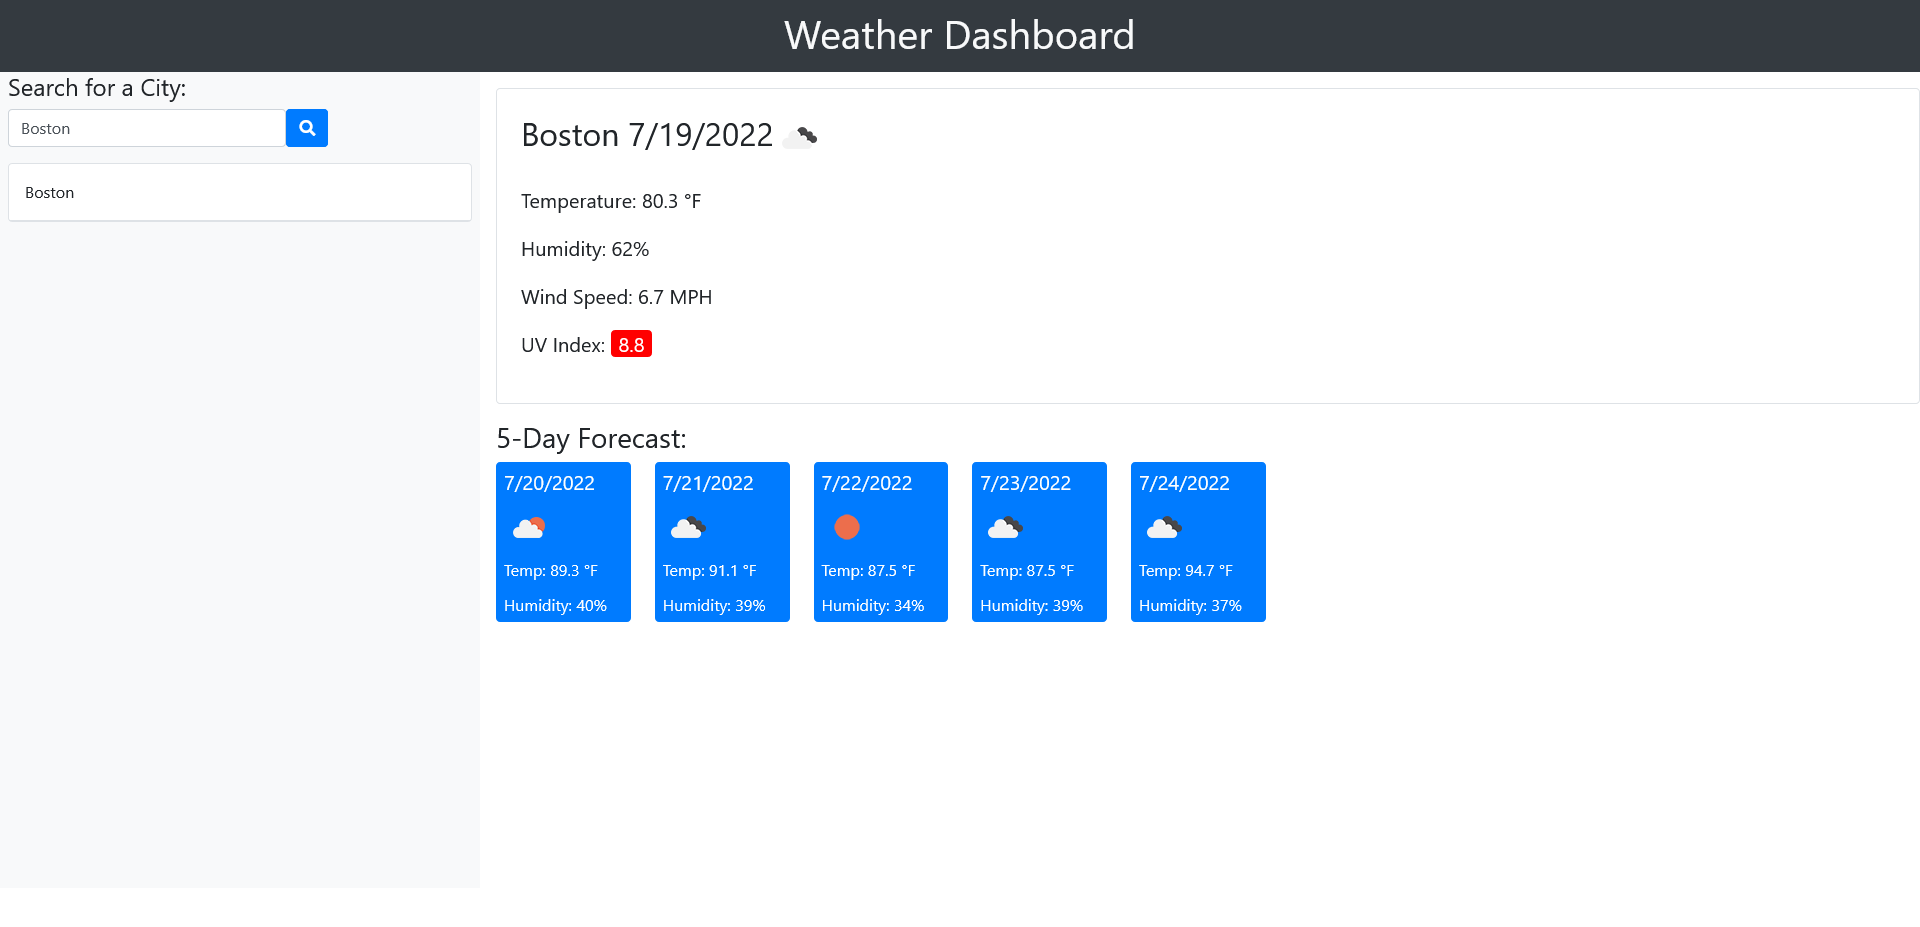 Weather Dashboard
Search for a City:
Boston
Boston
Boston 7/19/2022
Temperature: 80.3 °F
Humidity: 62%
Wind Speed: 6.7 MPH
UV Index: 8.8
5-Day Forecast:
7/20/2022
Temp: 89.3 °F
Humidity: 40%
7/21/2022
Temp: 91.1 °F
Humidity: 39%
7/22/2022
Temp: 87.5 °F
Humidity: 34%
7/23/2022
Temp: 87.5 °F
Humidity: 39%
7/24/2022
Temp: 94.7 °F
Humidity: 37%